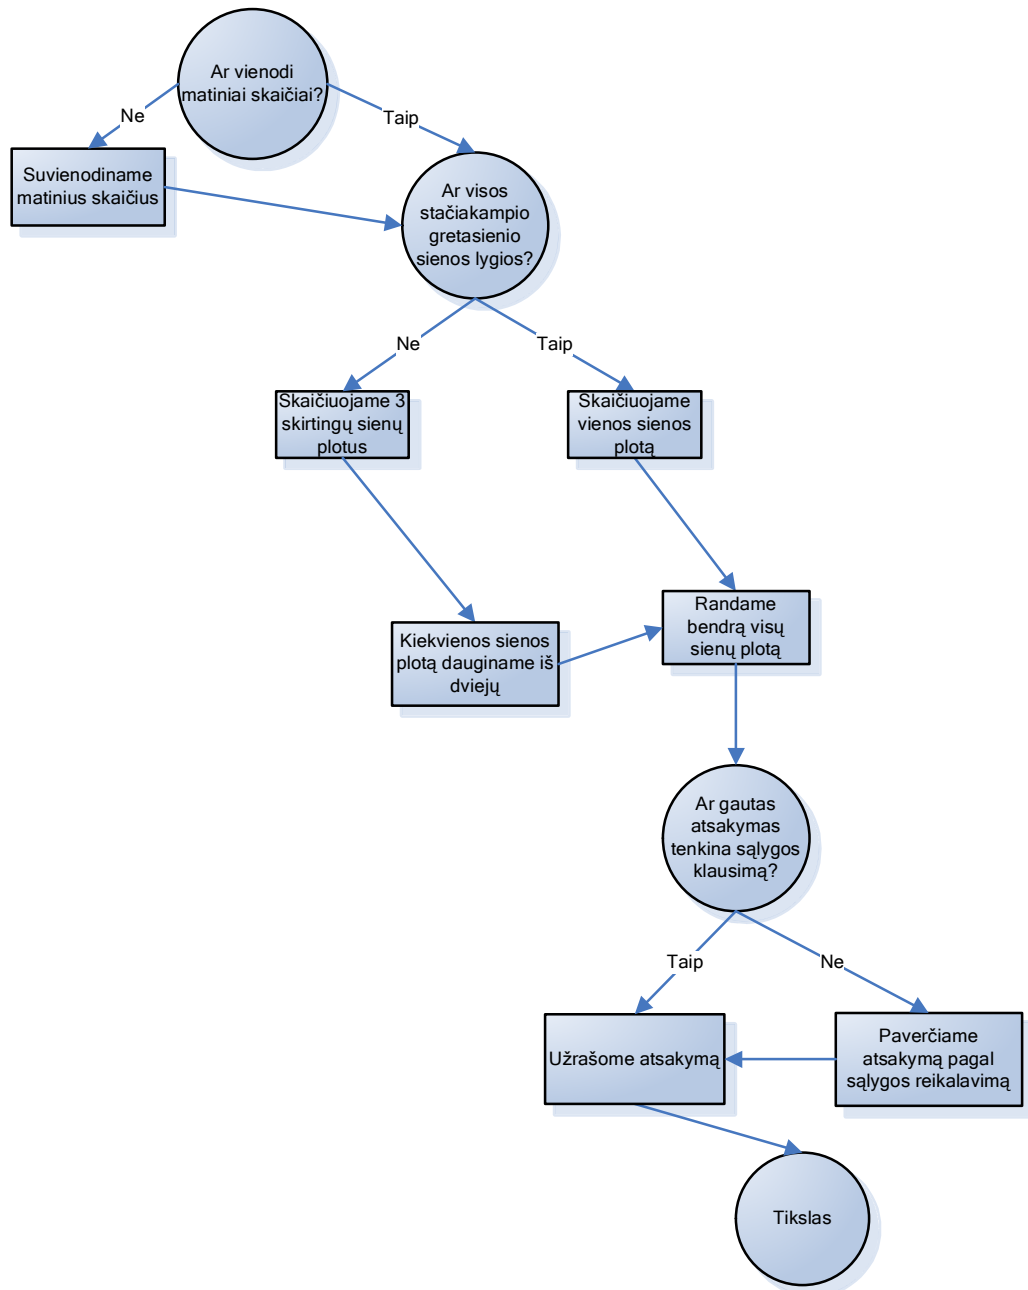 Ar vienodi
matiniai skaičiai?
Ne
Taip
Suvienodiname
matinius skaičius
Ar visos
stačiakampio
gretasienio
sienos lygios?
Ne
Taip
Skaičiuojame 3
skirtingų sienų
plotus
Skaičiuojame
vienos sienos
plotą
Kiekvienos sienos
plotą dauginame iš
dviejų
Randame
bendrą visų
sienų plotą
Ar gautas
atsakymas
tenkina sąlygos
klausimą?
Taip
Ne
Užrašome atsakymą
Paverčiame
atsakymą pagal
sąlygos reikalavimą
Tikslas